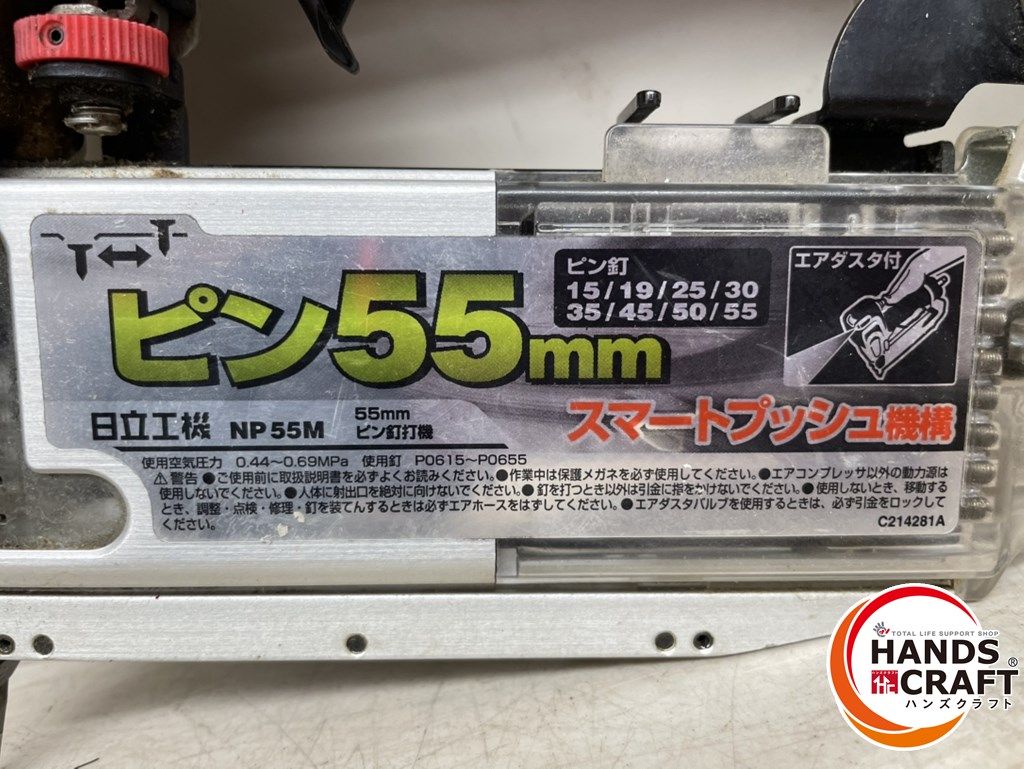 ピン釘
15/19/25/30
35/45/50/55
エアダスタ付
ピン55mm
日立工機 NP 55M 55mm
ピン釘打機
スマートプッシュ機構
使用空気圧力 0.44〜0.69MPa 使用釘 P0615〜P0655
⚠警告 ●ご使用前に取扱説明書を必ずよくお読みください。●作業中は保護メガネを必ず使用してください。●エアコンプレッサ以外の動力源は
使用しないでください。●人体に射出口を絶対に向けないでください。●釘を打つとき以外は引金に指をかけないでください。●使用しないとき、移動する
とき、調整・点検・修理・釘を装てんするときは必ずエアホースをはずしてください。●エアダスタバルブを使用するときは、必ず引金をロックして
ください。
C214281A
TOTAL LIFE SUPPORT SHOP
HANDS
CRAFT®
ハンズクラフト